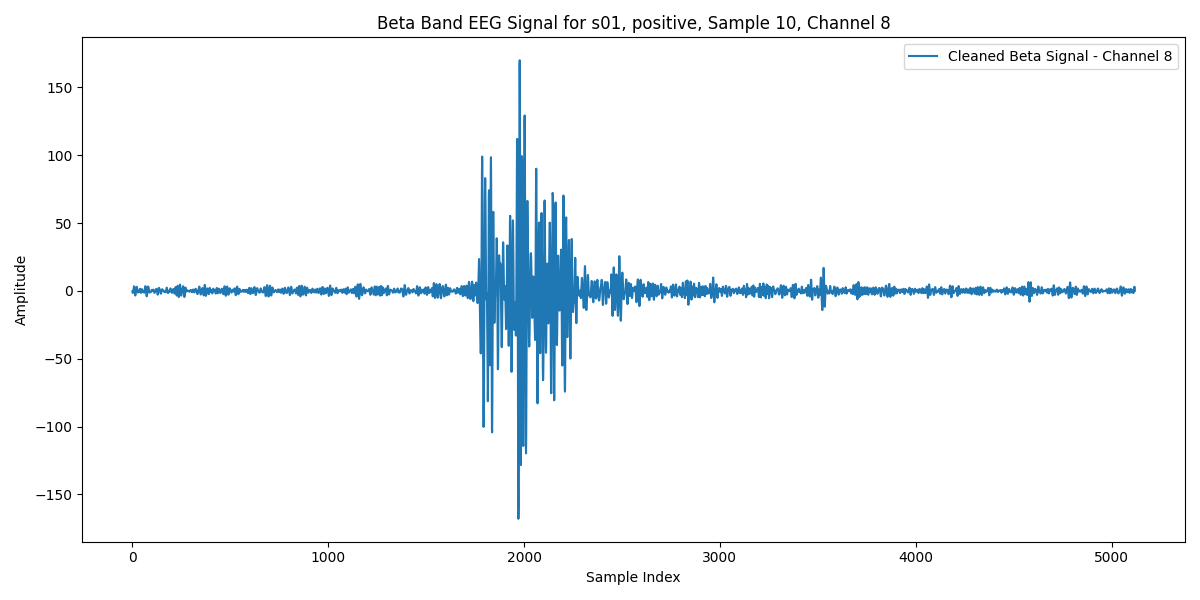 Beta Band EEG Signal for s01, positive, Sample 10, Channel 8
Cleaned Beta Signal - Channel 8
Amplitude
150
100
50
0
−50
−100
−150
0 1000 2000 3000 4000 5000
Sample Index